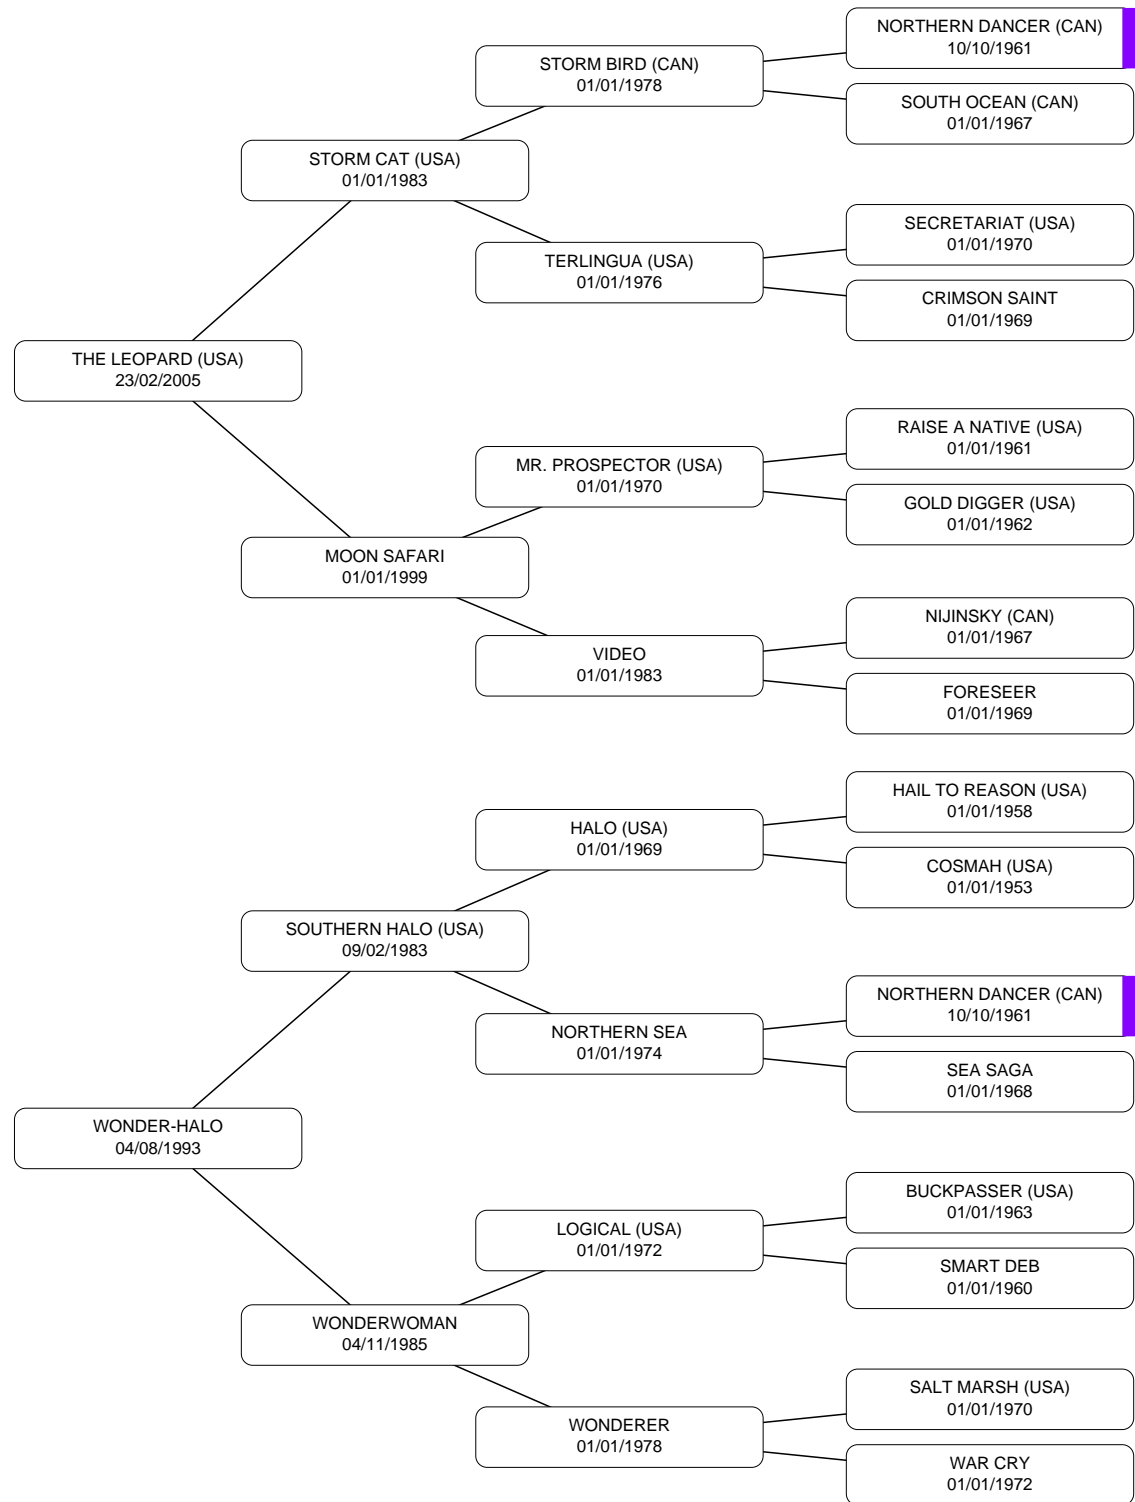 NORTHERN DANCER (CAN)
10/10/1961
STORM BIRD (CAN)
01/01/1978
SOUTH OCEAN (CAN)
01/01/1967
STORM CAT (USA)
01/01/1983
SECRETARIAT (USA)
01/01/1970
TERLINGUA (USA)
01/01/1976
CRIMSON SAINT
01/01/1969
THE LEOPARD (USA)
23/02/2005
RAISE A NATIVE (USA)
01/01/1961
MR. PROSPECTOR (USA)
01/01/1970
GOLD DIGGER (USA)
01/01/1962
MOON SAFARI
01/01/1999
NIJINSKY (CAN)
01/01/1967
VIDEO
01/01/1983
FORESEER
01/01/1969
HAIL TO REASON (USA)
01/01/1958
HALO (USA)
01/01/1969
COSMAH (USA)
01/01/1953
SOUTHERN HALO (USA)
09/02/1983
NORTHERN DANCER (CAN)
10/10/1961
NORTHERN SEA
01/01/1974
SEA SAGA
01/01/1968
WONDER-HALO
04/08/1993
BUCKPASSER (USA)
01/01/1963
LOGICAL (USA)
01/01/1972
SMART DEB
01/01/1960
WONDERWOMAN
04/11/1985
SALT MARSH (USA)
01/01/1970
WONDERER
01/01/1978
WAR CRY
01/01/1972